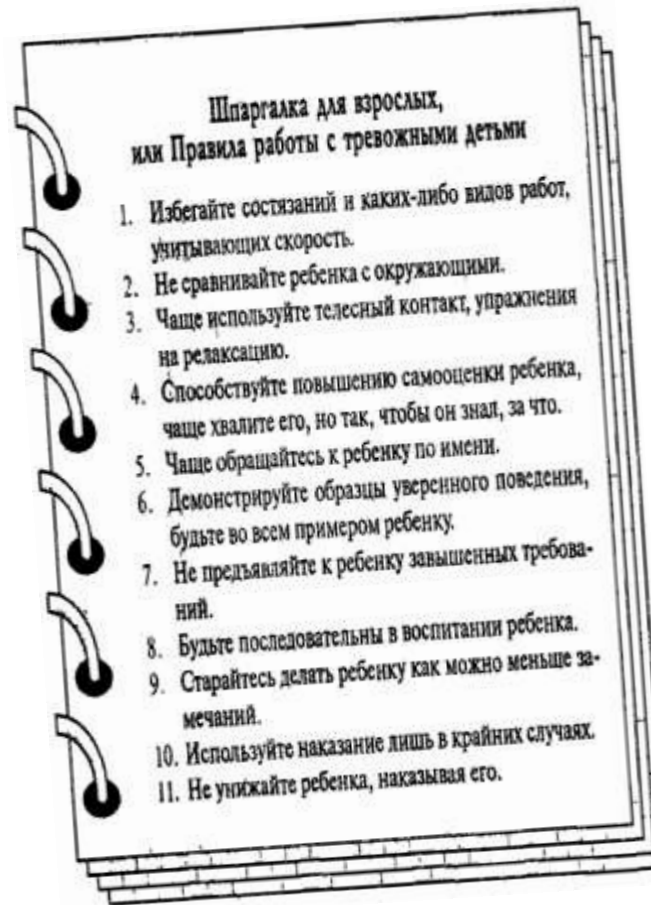 Шпаргалка для взрослых,
или Правила работы с тревожными детьми
1. Избегайте состязаний и каких-либо видов работ,
учитывающих скорость.
2. Не сравнивайте ребенка с окружающими.
3. Чаще используйте телесный контакт, упражнения
на релаксацию.
4. Способствуйте повышению самооценки ребенка,
чаще хвалите его, но так, чтобы он знал, за что.
5. Чаще обращайтесь к ребенку по имени.
6. Демонстрируйте образцы уверенного поведения,
будьте во всем примером ребенку.
7. Не предъявляйте к ребенку завышенных требова-
ний.
8. Будьте последовательны в воспитании ребенка.
9. Старайтесь делать ребенку как можно меньше за-
мечаний.
10. Используйте наказание лишь в крайних случаях.
11. Не унижайте ребенка, наказывая его.